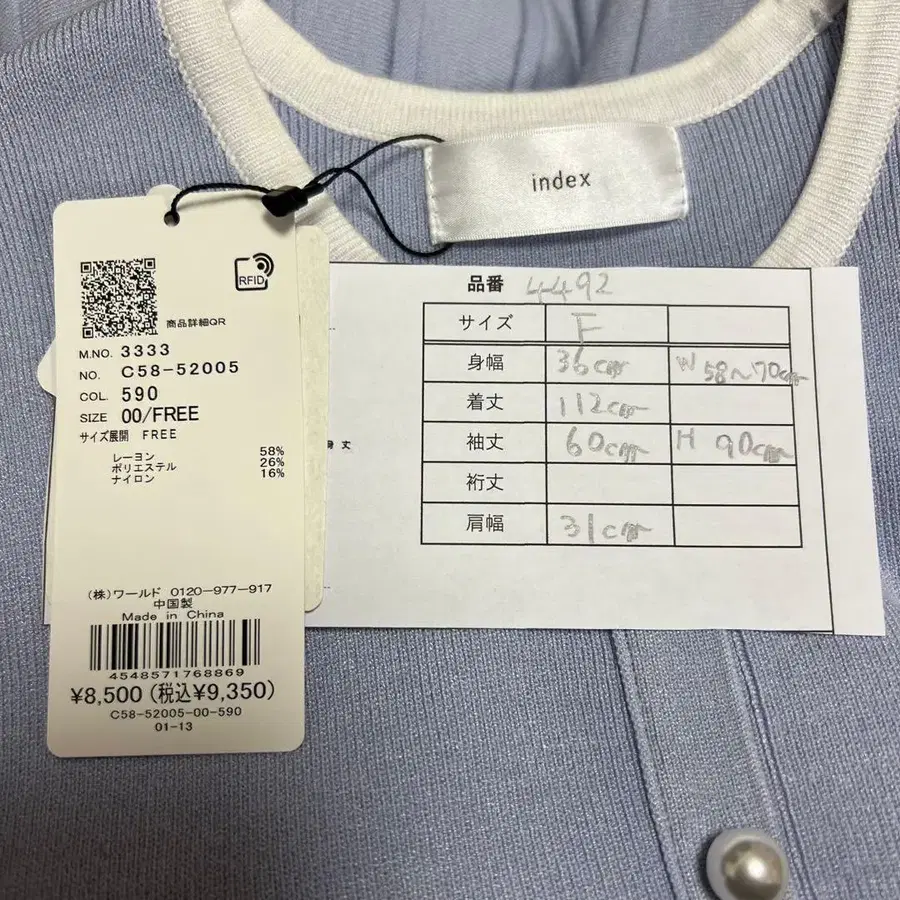 index
RFID
商品詳細QR
M.NO. 3333
NO. C58-52005
COL. 590
SIZE 00/FREE
サイズ展開 FREE
レーヨン 58%
ポリエステル 26%
ナイロン 16%
(株)ワールド 0120-977-917
中国製
Made in China
4548571768869
¥8,500(税込¥9,350)
C58-52005-00-590
01-13
品番 4492
サイズ F
身幅 36cm W58~70cm
着丈 112cm
袖丈 60cm H 90cm
裄丈
肩幅 31cm
身丈